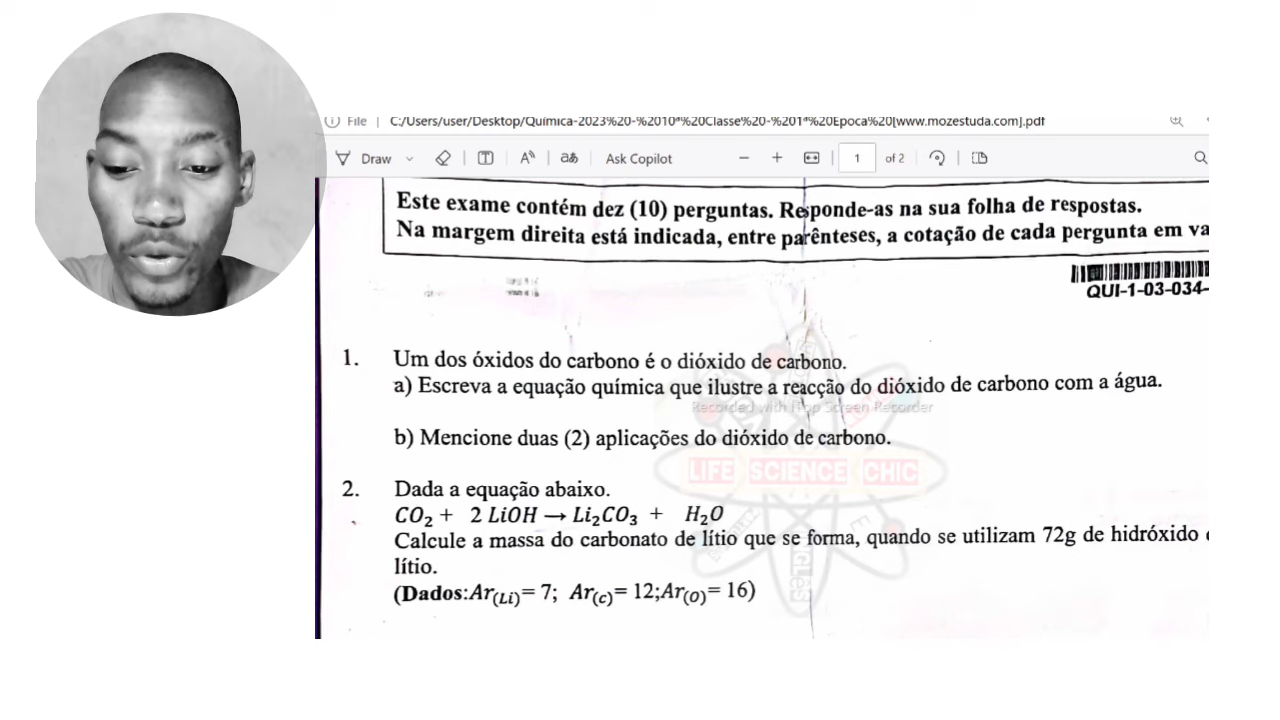 File | C:/Users/user/Desktop/Química-2023%20-%2010ª%20Classe%20-%201ª%20Epoca%20[www.mozestuda.com].pdf
Draw aあ Ask Copilot 1 of 2
Este exame contém dez (10) perguntas. Responde-as na sua folha de respostas.
Na margem direita está indicada, entre parênteses, a cotação de cada pergunta em va
QUI-1-03-034-
1. Um dos óxidos do carbono é o dióxido de carbono.
a) Escreva a equação química que ilustre a reacção do dióxido de carbono com a água.
Recorded with iTop Screen Recorder
b) Mencione duas (2) aplicações do dióxido de carbono.
LIFE SCIENCE CHIC
2. Dada a equação abaixo.
CO₂ + 2 LiOH → Li₂CO₃ + H₂O
Calcule a massa do carbonato de lítio que se forma, quando se utilizam 72g de hidróxido
lítio.
(Dados:Ar(Li)= 7; Ar(c)= 12;Ar(O)= 16)